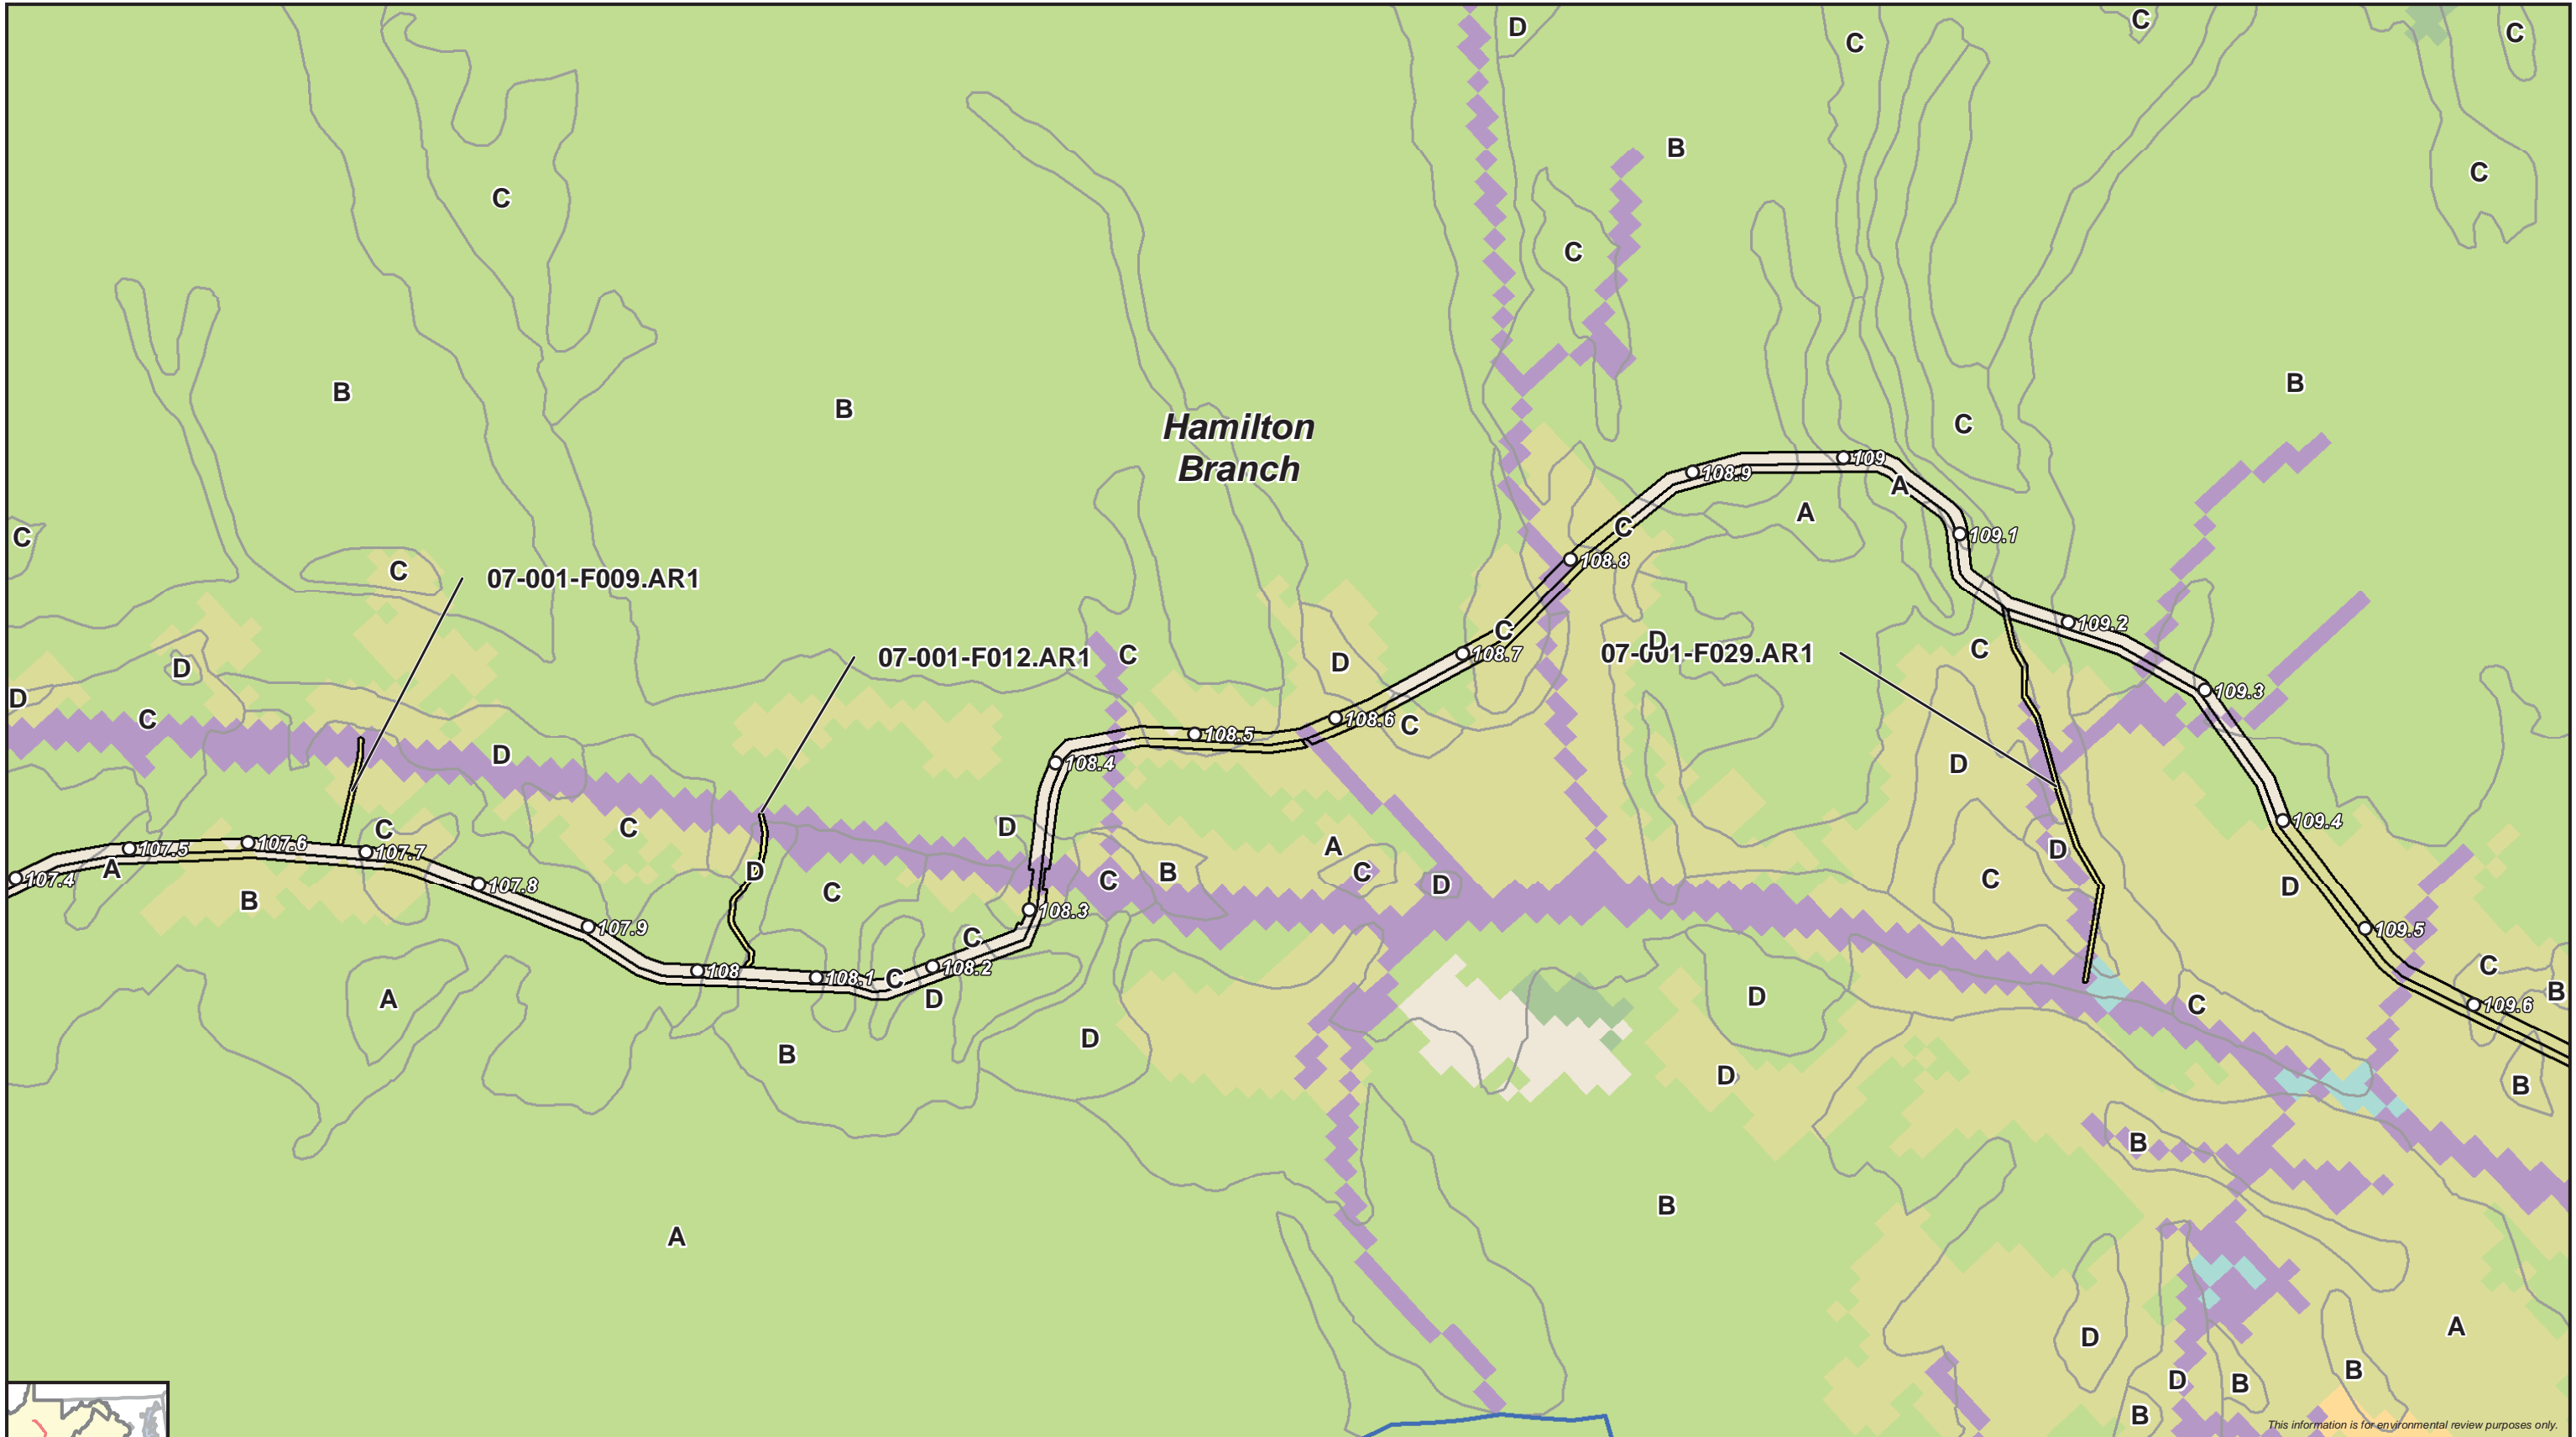 D
C
C
C
B
C
C
C
B
B
B
Hamilton
Branch
C
108.9
109
A
A
C
C
109.1
108.8
C
07-001-F009.AR1
109.2
C
108.7
D
07-001-F029.AR1
C
07-001-F012.AR1
C
D
D
D
109.3
C
108.6
C
108.5
D
108.4
D
109.4
C
C
D
A
D
107.5
107.6
107.7
A
107.4
107.8
D
C
B
C
C
D
C
D
B
C
108.3
107.9
109.5
C
C
108
108.1
C
108.2
D
A
D
C
B
109.6
D
B
D
B
B
A
B
A
D
B
D
B
B
This information is for environmental review purposes only.